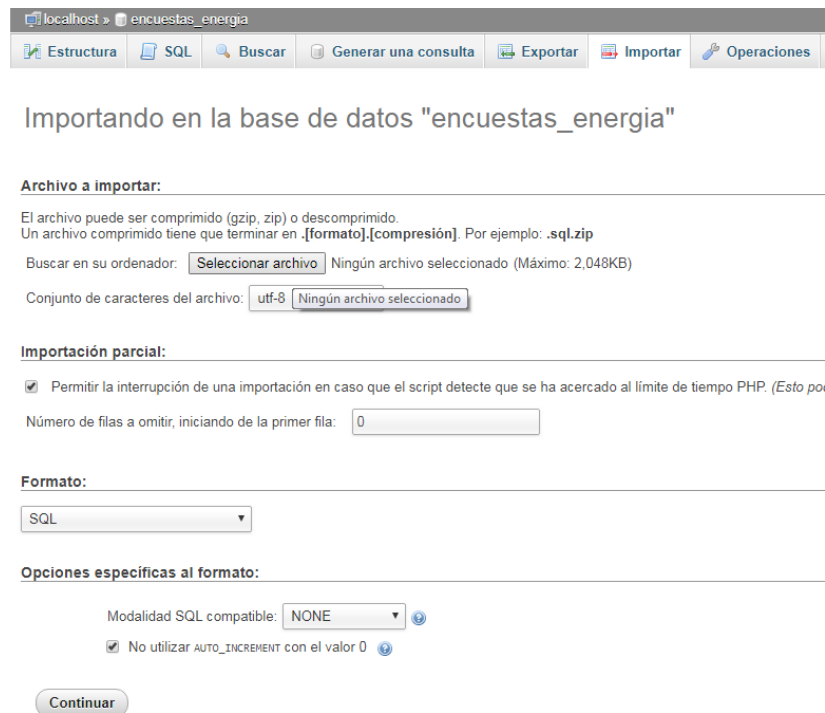 localhost » encuestas_energia
Estructura SQL Buscar Generar una consulta Exportar Importar Operaciones
Importando en la base de datos "encuestas_energia"
Archivo a importar:
El archivo puede ser comprimido (gzip, zip) o descomprimido.
Un archivo comprimido tiene que terminar en .[formato].[compresión]. Por ejemplo: .sql.zip
Buscar en su ordenador: Seleccionar archivo Ningún archivo seleccionado (Máximo: 2,048KB)
Conjunto de caracteres del archivo: utf-8 Ningún archivo seleccionado
Importación parcial:
Permitir la interrupción de una importación en caso que el script detecte que se ha acercado al límite de tiempo PHP. (Esto
Número de filas a omitir, iniciando de la primer fila: 0
Formato:
SQL
Opciones específicas al formato:
Modalidad SQL compatible: NONE
No utilizar AUTO_INCREMENT con el valor 0
Continuar